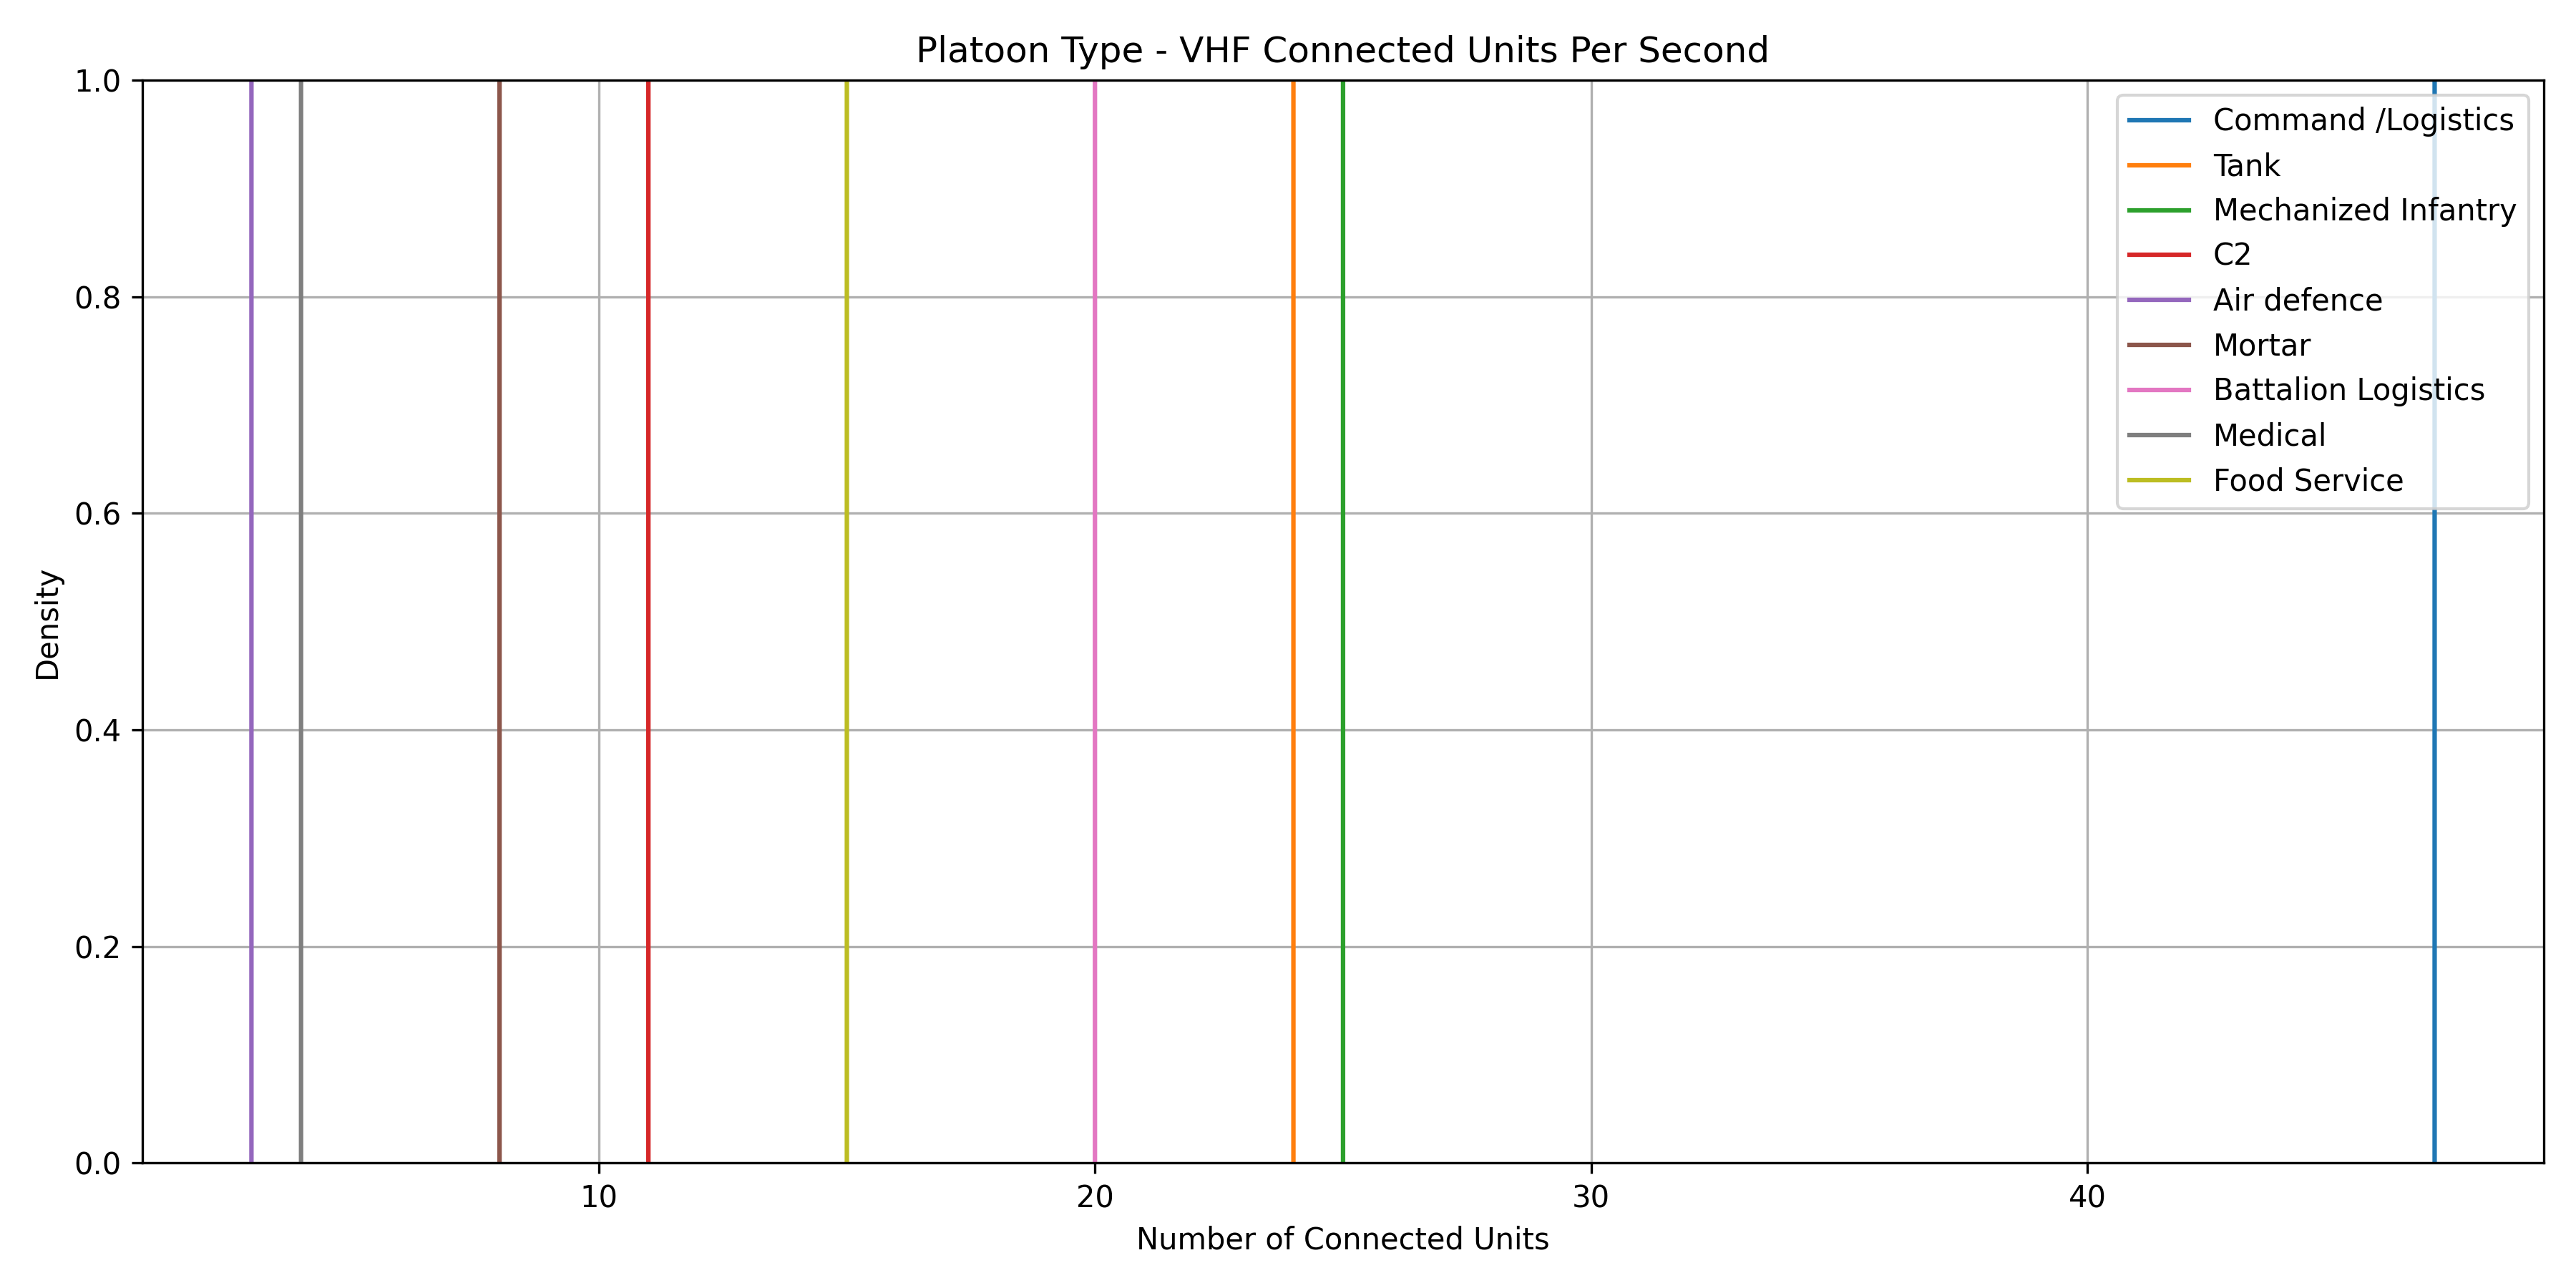 Platoon Type - VHF Connected Units Per Second
1.0
0.8
0.6
0.4
0.2
0.0
Density
10 20 30 40
Number of Connected Units
Command /Logistics
Tank
Mechanized Infantry
C2
Air defence
Mortar
Battalion Logistics
Medical
Food Service